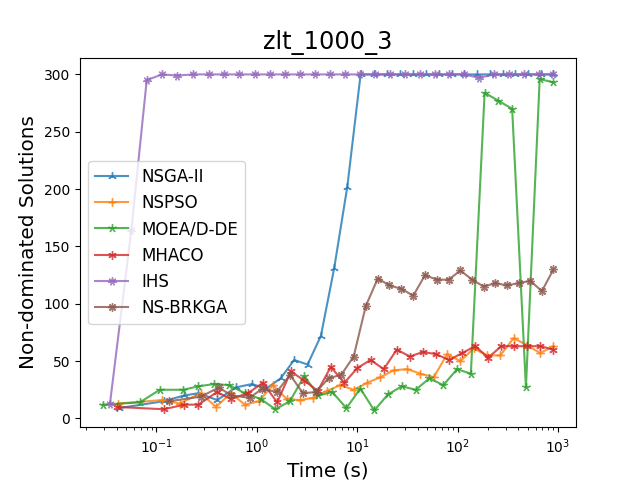 zlt_1000_3
Non-dominated Solutions
300
250
200
150
100
50
0
NSGA-II
NSPSO
MOEA/D-DE
MHACO
IHS
NS-BRKGA
10⁻¹ 10⁰ 10¹ 10² 10³
Time (s)